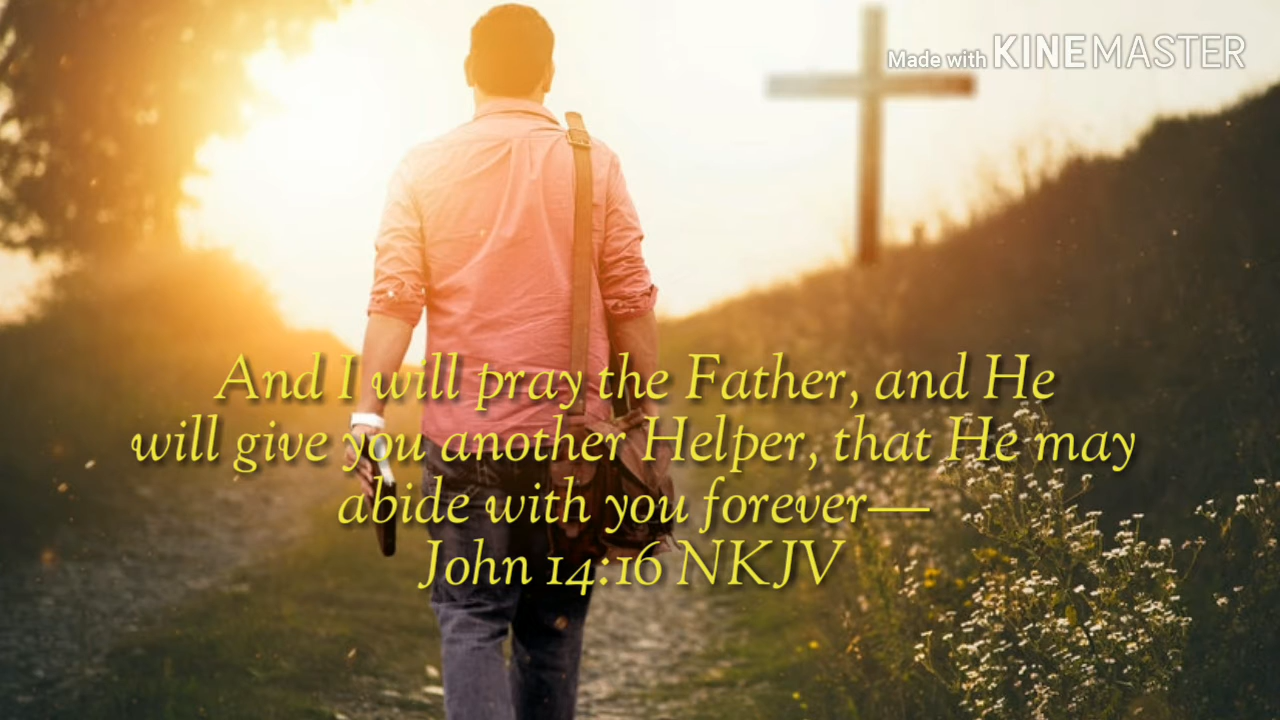 Made with KINEMASTER
And I will pray the Father, and He
will give you another Helper, that He may
abide with you forever—
John 14:16 NKJV